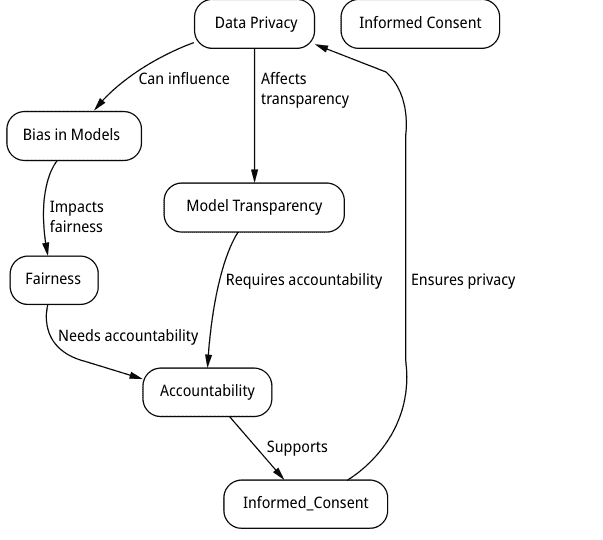 Data Privacy
Informed Consent
Can influence
Affects
transparency
Bias in Models
Impacts
fairness
Model Transparency
Fairness
Requires accountability
Ensures privacy
Needs accountability
Accountability
Supports
Informed_Consent